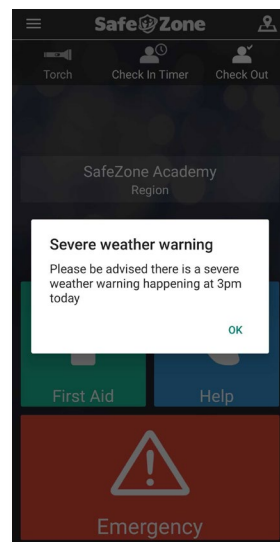 SafeZone
Torch
Check In Timer
Check Out
SafeZone Academy
Region
Severe weather warning
Please be advised there is a severe
weather warning happening at 3pm
today
OK
First Aid
Help
Emergency